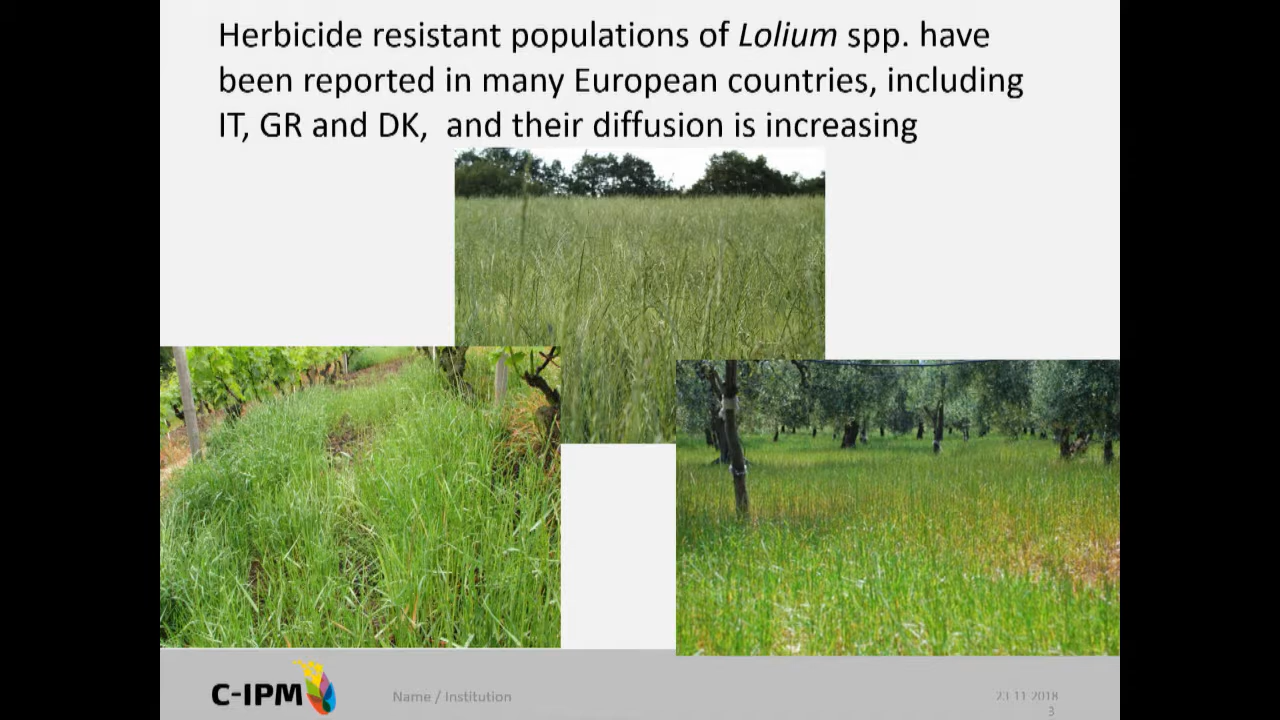 Herbicide resistant populations of Lolium spp. have
been reported in many European countries, including
IT, GR and DK,  and their diffusion is increasing
C-IPM
Name / Institution
23 11 2018
3